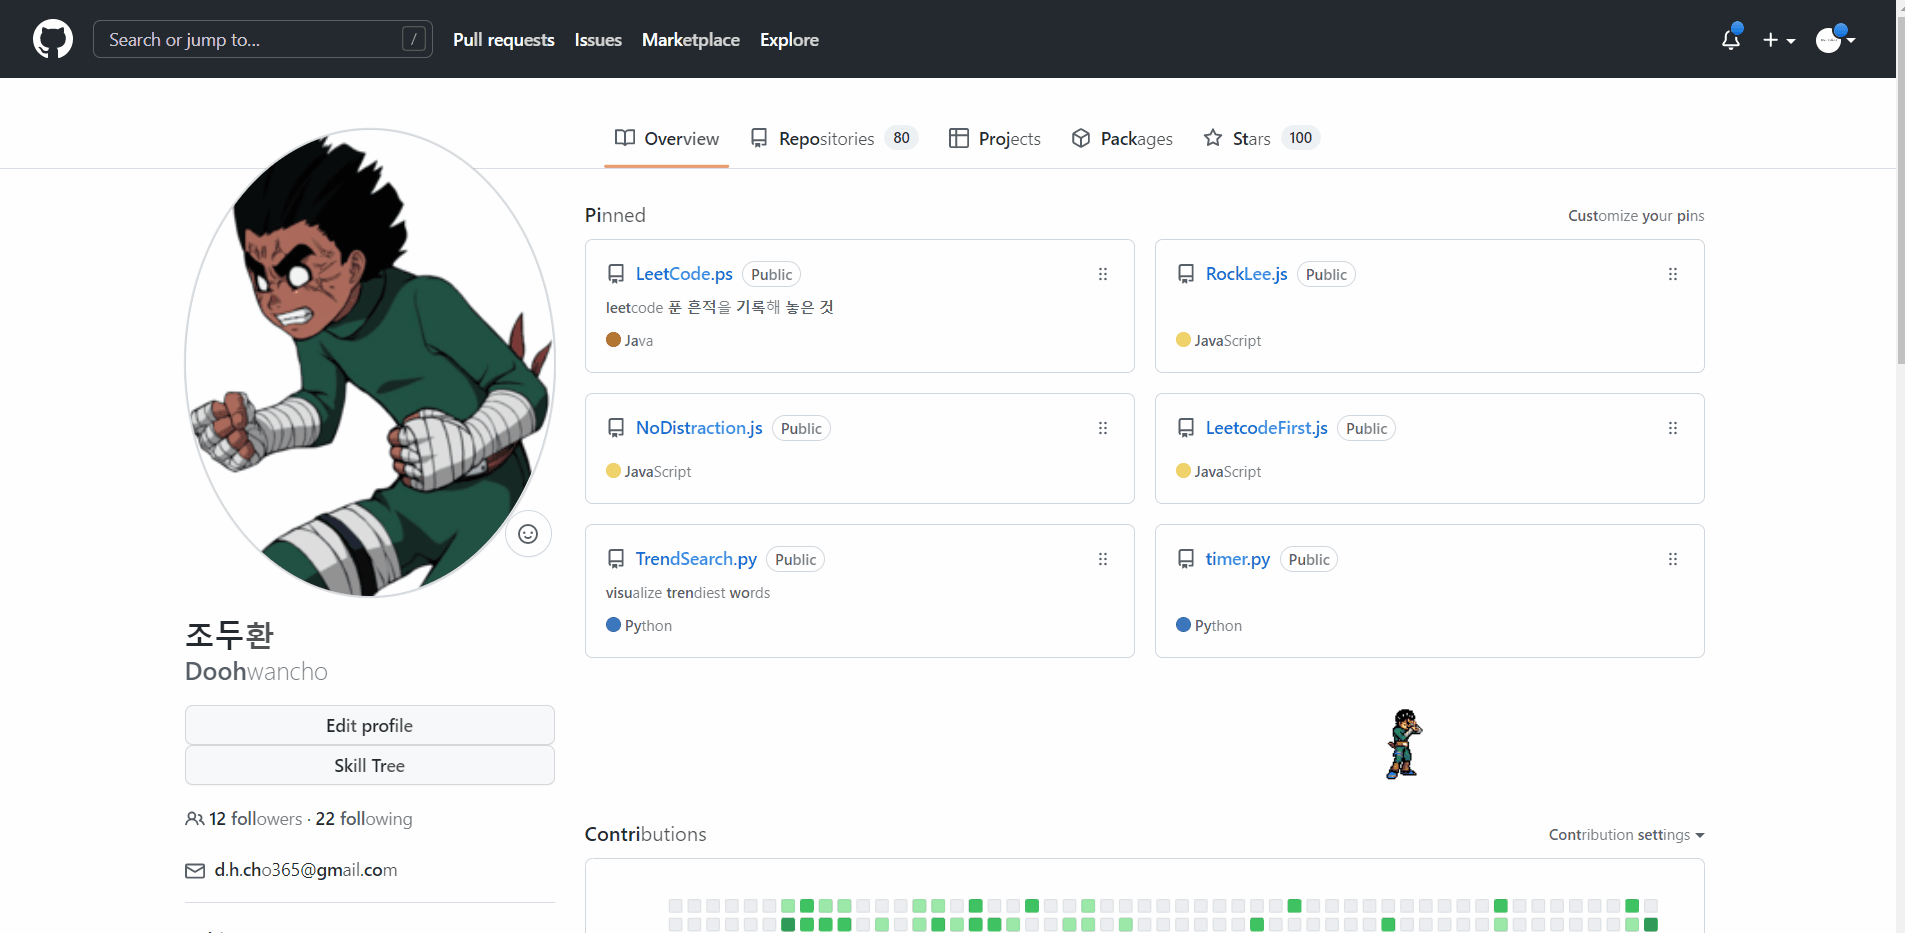 Search or jump to... /
Pull requests Issues Marketplace Explore
Overview Repositories 80 Projects Packages Stars 100
Pinned
Customize your pins
LeetCode.ps Public
leetcode 푼 흔적을 기록해 놓은 것
Java
RockLee.js Public
JavaScript
NoDistraction.js Public
JavaScript
LeetcodeFirst.js Public
JavaScript
TrendSearch.py Public
visualize trendiest words
Python
timer.py Public
Python
조두환
Doohwancho
Edit profile
Skill Tree
12 followers · 22 following
d.h.cho365@gmail.com
Contributions
Contribution settings